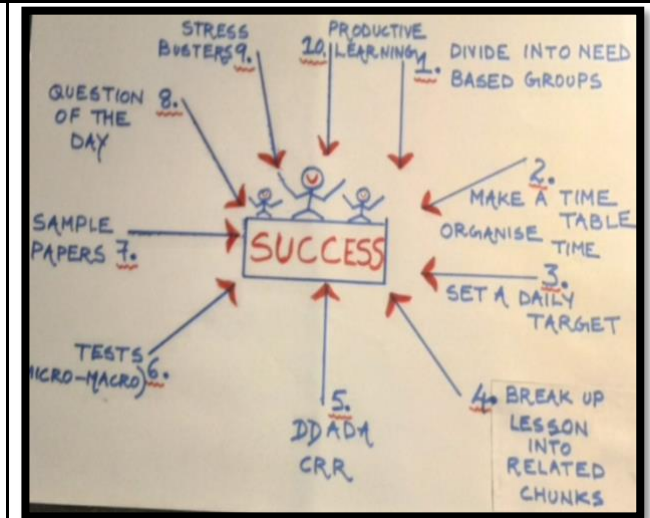 1. DIVIDE INTO NEED
BASED GROUPS
2.
MAKE A TIME
TABLE
ORGANISE
TIME
3.
SET A DAILY
TARGET
4. BREAK UP
LESSON
INTO
RELATED
CHUNKS
5.
DDADA
CRR
TESTS
MICRO-MACRO) 6.
SAMPLE
PAPERS 7.
QUESTION 8.
OF THE
DAY
STRESS
BUSTERS 9.
PRODUCTIVE
10. LEARNING
SUCCESS